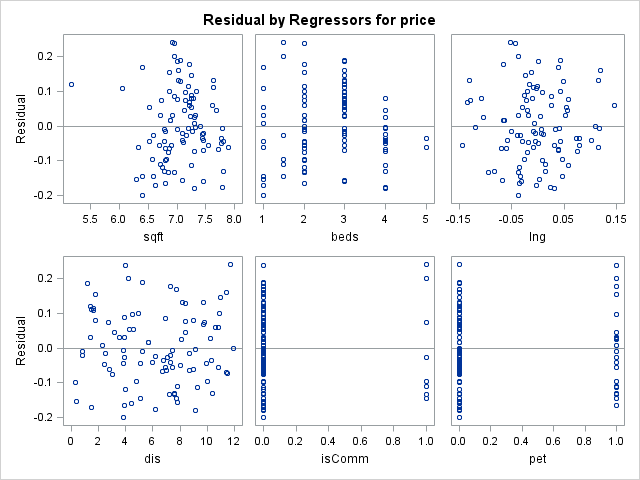 Residual by Regressors for price
Residual
0.2
0.1
0.0
-0.1
-0.2
5.5 6.0 6.5 7.0 7.5 8.0
sqft
1 2 3 4 5
beds
-0.15 -0.05 0.05 0.15
lng
Residual
0.2
0.1
0.0
-0.1
-0.2
0 2 4 6 8 10 12
dis
0.0 0.2 0.4 0.6 0.8 1.0
isComm
0.0 0.2 0.4 0.6 0.8 1.0
pet